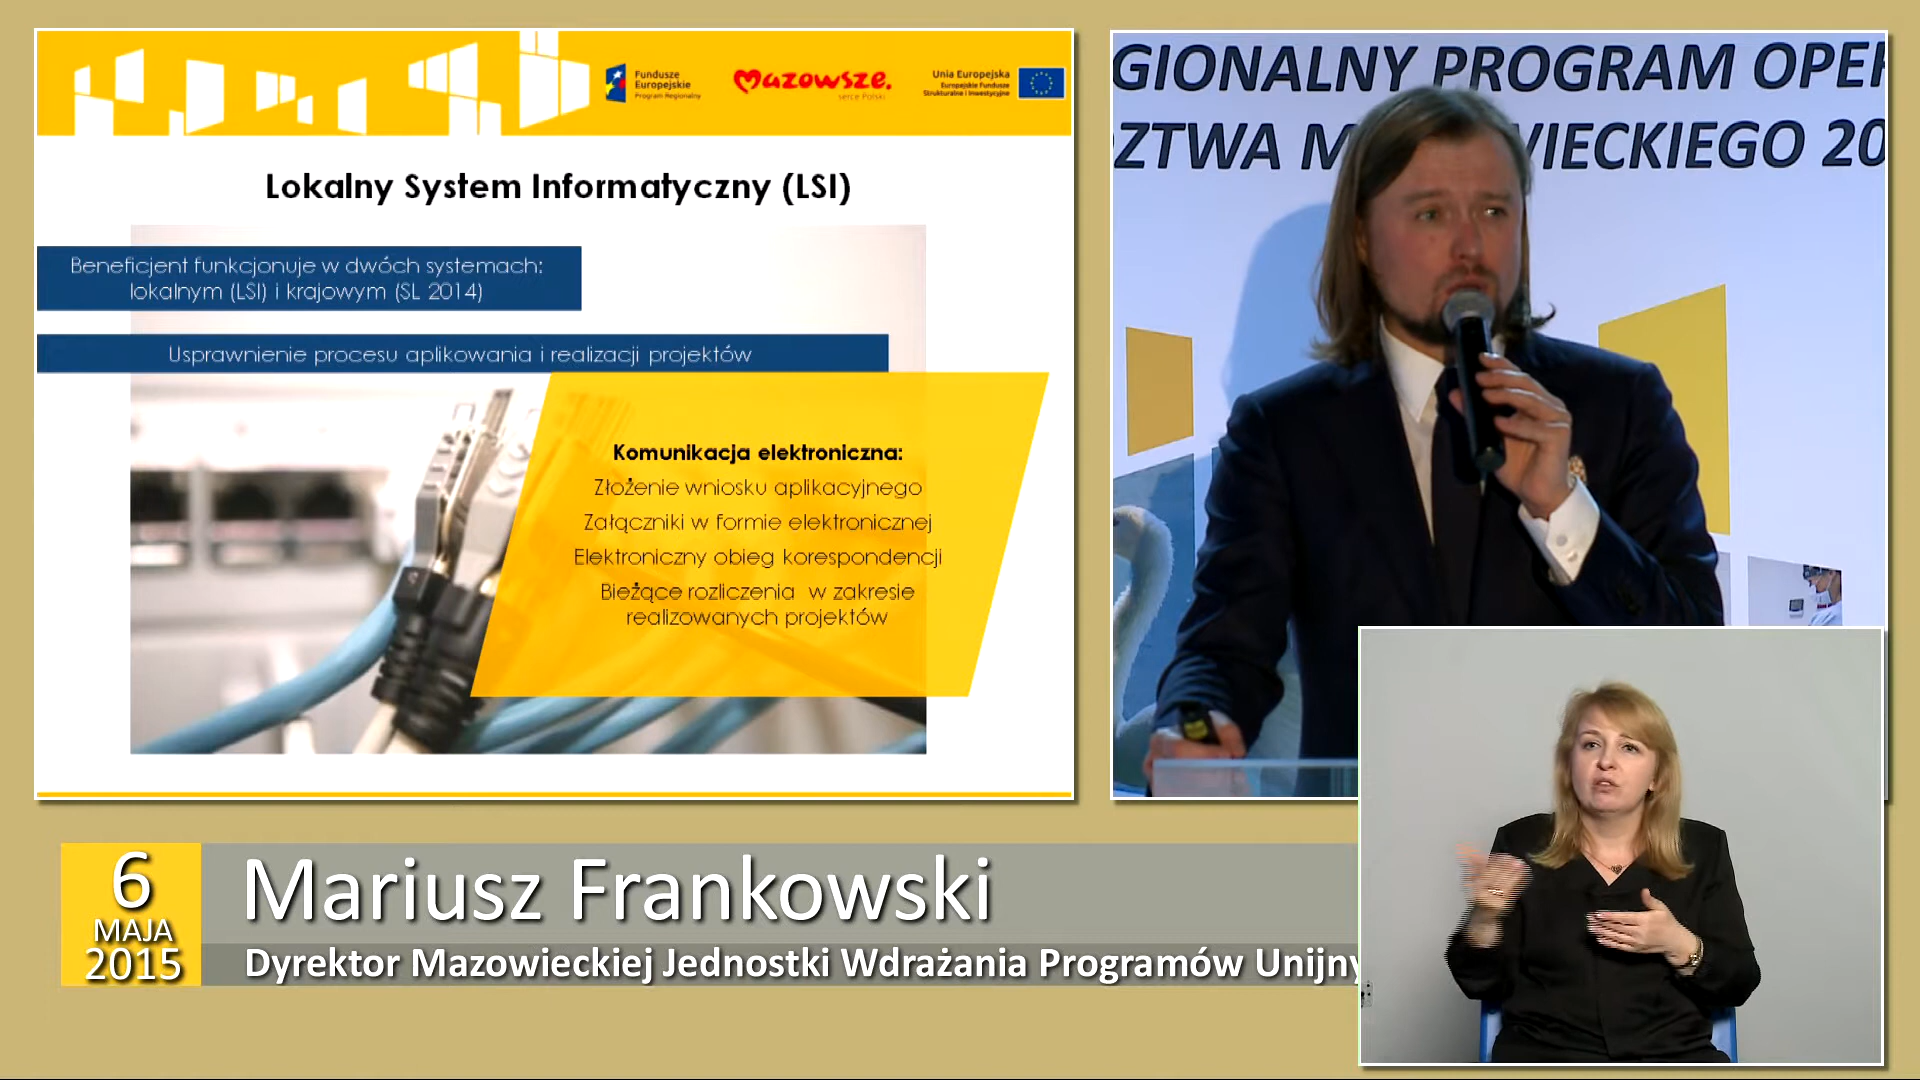 Fundusze
Europejskie
Program Regionalny
Mazowsze.
serce Polski
Unia Europejska
Europejskie Fundusze
Strukturalne i Inwestycyjne
Lokalny System Informatyczny (LSI)
Beneficjent funkcjonuje w dwóch systemach:
lokalnym (LSI) i krajowym (SL 2014)
Usprawnienie procesu aplikowania i realizacji projektów
Komunikacja elektroniczna:
Złożenie wniosku aplikacyjnego
Załączniki w formie elektronicznej
Elektroniczny obieg korespondencji
Bieżące rozliczenia w zakresie
realizowanych projektów
GIONALNY PROGRAM OPER
DZTWA M WIECKIEGO 20
6
MAJA
2015
Mariusz Frankowski
Dyrektor Mazowieckiej Jednostki Wdrażania Programów Unijny